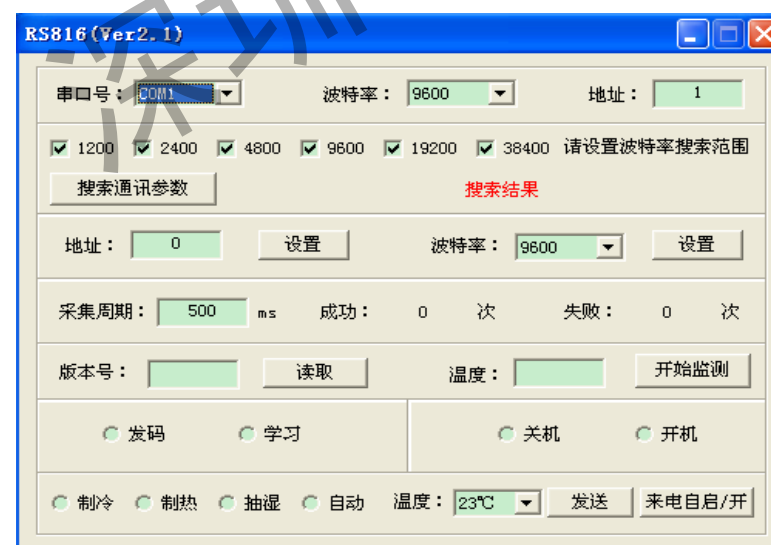 RS816(Ver2.1)
深圳
串口号： COM1 波特率： 9600 地址： 1
1200 2400 4800 9600 19200 38400 请设置波特率搜索范围
搜索通讯参数 搜索结果
地址： 0 设置 波特率： 9600 设置
采集周期： 500 ms 成功： 0 次 失败： 0 次
版本号： 读取 温度： 开始监测
发码 学习 关机 开机
制冷 制热 抽湿 自动 温度： 23℃ 发送 来电自启/开